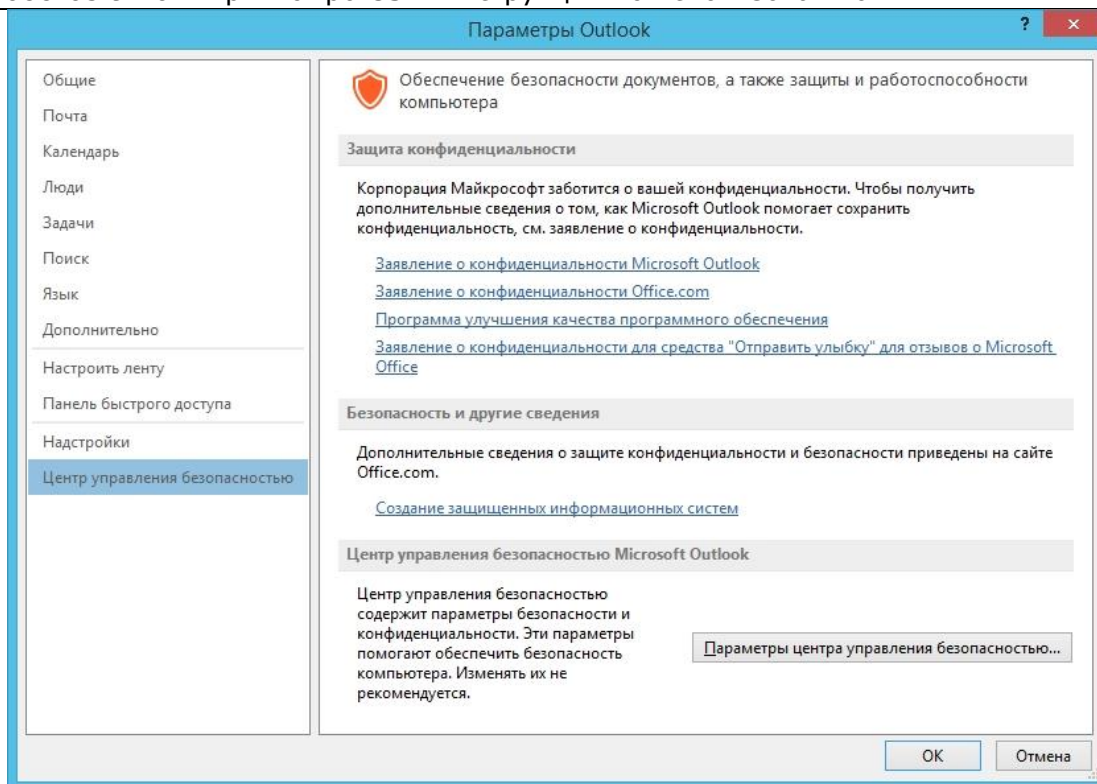 Параметры Outlook
?
×
Общие
Почта
Календарь
Люди
Задачи
Поиск
Язык
Дополнительно
Настроить ленту
Панель быстрого доступа
Надстройки
Центр управления безопасностью
Обеспечение безопасности документов, а также защиты и работоспособности
компьютера
Защита конфиденциальности
Корпорация Майкрософт заботится о вашей конфиденциальности. Чтобы получить
дополнительные сведения о том, как Microsoft Outlook помогает сохранить
конфиденциальность, см. заявление о конфиденциальности.
Заявление о конфиденциальности Microsoft Outlook
Заявление о конфиденциальности Office.com
Программа улучшения качества программного обеспечения
Заявление о конфиденциальности для средства "Отправить улыбку" для отзывов о Microsoft
Office
Безопасность и другие сведения
Дополнительные сведения о защите конфиденциальности и безопасности приведены на сайте
Office.com.
Создание защищенных информационных систем
Центр управления безопасностью Microsoft Outlook
Центр управления безопасностью
содержит параметры безопасности и
конфиденциальности. Эти параметры
помогают обеспечить безопасность
компьютера. Изменять их не
рекомендуется.
Параметры центра управления безопасностью...
ОК
Отмена